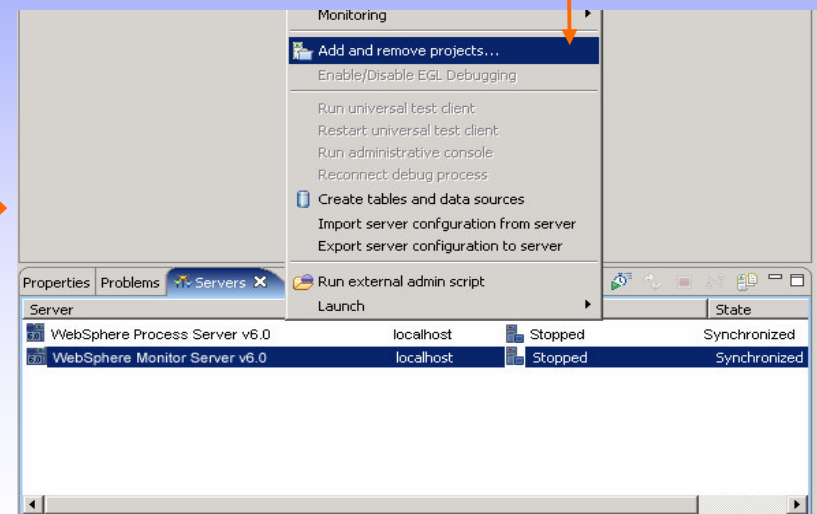 Monitoring
Add and remove projects...
Enable/Disable EGL Debugging
Run universal test client
Restart universal test client
Run administrative console
Reconnect debug process
Create tables and data sources
Import server confguration from server
Export server configuration to server
Run external admin script
Launch
Properties Problems Servers
Server State
WebSphere Process Server v6.0 localhost Stopped Synchronized
WebSphere Monitor Server v6.0 localhost Stopped Synchronized